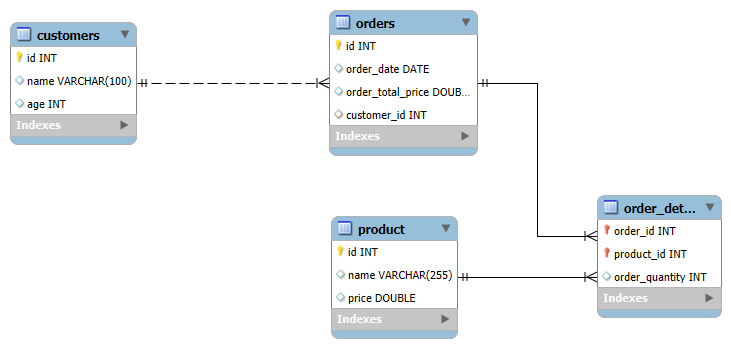 customers
id INT
name VARCHAR(100)
age INT
Indexes
orders
id INT
order_date DATE
order_total_price DOUB...
customer_id INT
Indexes
product
id INT
name VARCHAR(255)
price DOUBLE
Indexes
order_det...
order_id INT
product_id INT
order_quantity INT
Indexes